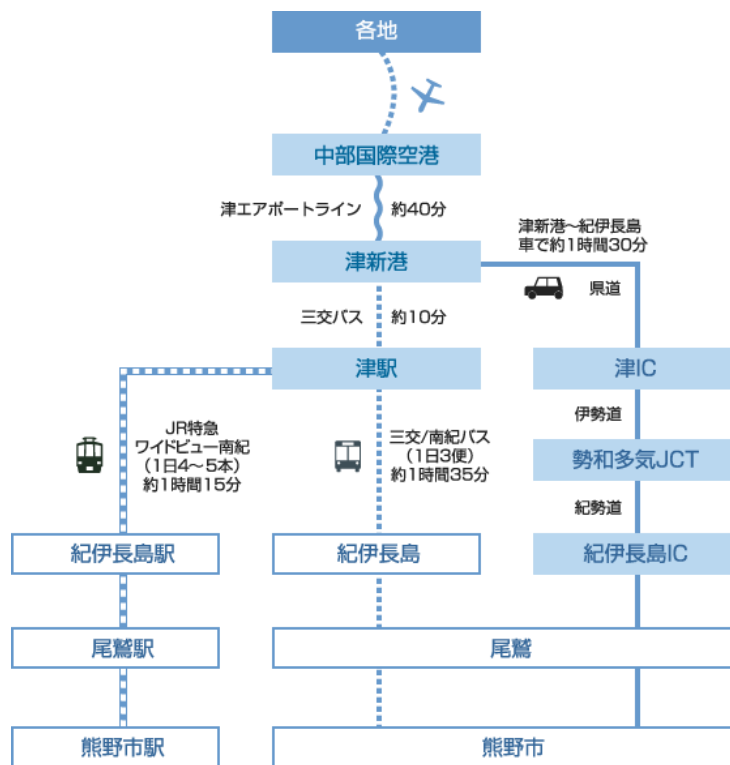 各地
中部国際空港
津エアポートライン 約40分
津新港～紀伊長島
車で約1時間30分
津新港
県道
三交バス 約10分
津駅
津IC
JR特急
ワイドビュー南紀
（1日4～5本）
約1時間15分
三交/南紀バス
（1日3便）
約1時間35分
伊勢道
勢和多気JCT
紀勢道
紀伊長島駅
紀伊長島
紀伊長島IC
尾鷲駅
尾鷲
熊野市駅
熊野市